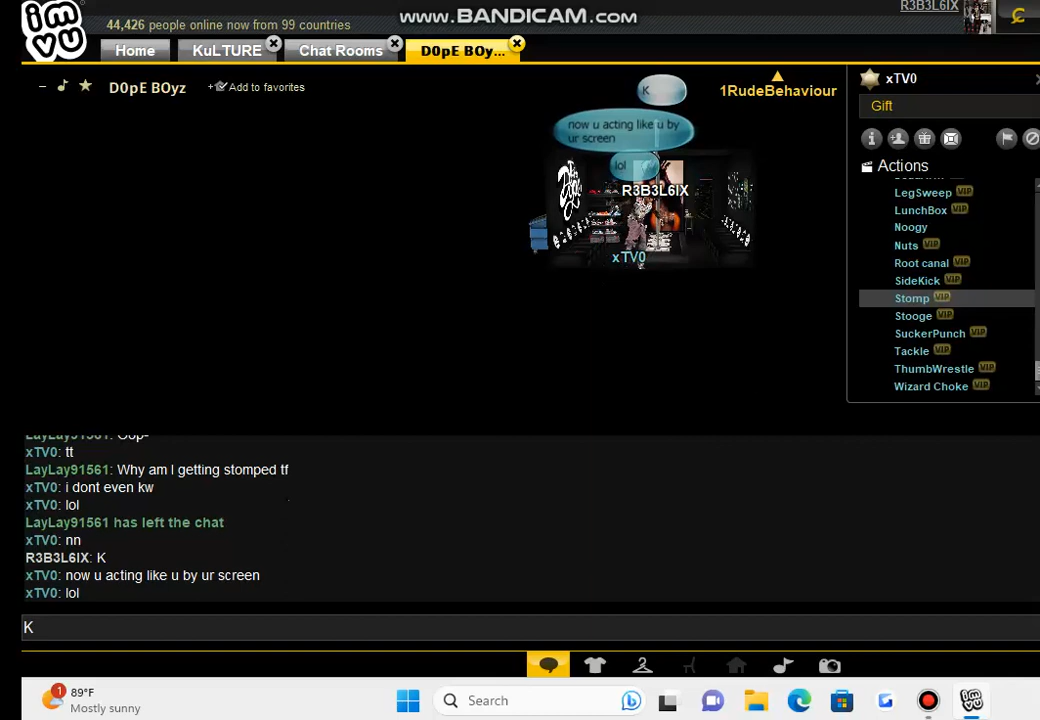 www.BANDICAM.com
imvu
44,426 people online now from 99 countries
R3B3L6IX
Home
KuLTURE
Chat Rooms
D0pE BOy...
D0pE BOyz
Add to favorites
1RudeBehaviour
K
now u acting like u by
ur screen
lol
R3B3L6IX
xTV0
xTV0
Gift
Actions
LegSweep VIP
LunchBox VIP
Noogy
Nuts VIP
Root canal VIP
SideKick VIP
Stomp VIP
Stooge VIP
SuckerPunch VIP
Tackle VIP
ThumbWrestle VIP
Wizard Choke VIP
LayLay91561: Oop-
xTV0: tt
LayLay91561: Why am I getting stomped tf
xTV0: i dont even kw
xTV0: lol
LayLay91561 has left the chat
xTV0: nn
R3B3L6IX: K
xTV0: now u acting like u by ur screen
xTV0: lol
K
1
89°F
Mostly sunny
Search
imvu